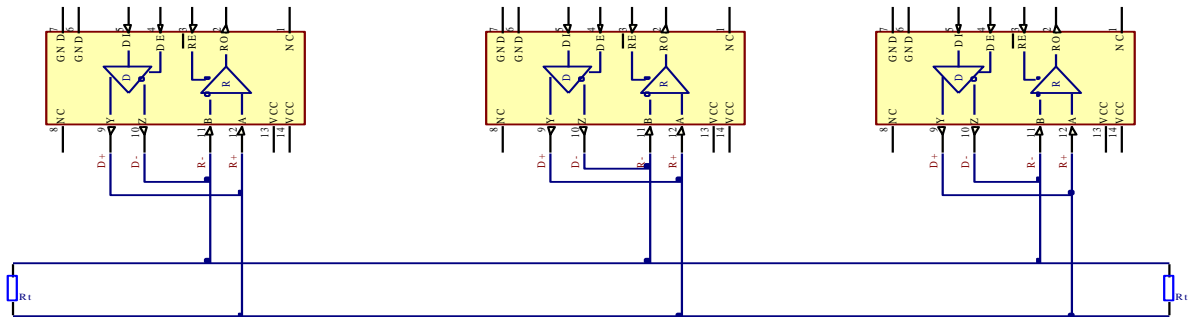 7 6 5 4 3 2 1
GND GND DI DE RE RO NC
D R
NC Y Z B A VCC VCC
8 9 10 11 12 13 14
D+ D- R- R+
7 6 5 4 3 2 1
GND GND DI DE RE RO NC
D R
NC Y Z B A VCC VCC
8 9 10 11 12 13 14
D+ D- R- R+
7 6 5 4 3 2 1
GND GND DI DE RE RO NC
D R
NC Y Z B A VCC VCC
8 9 10 11 12 13 14
D+ D- R- R+
Rt
Rt